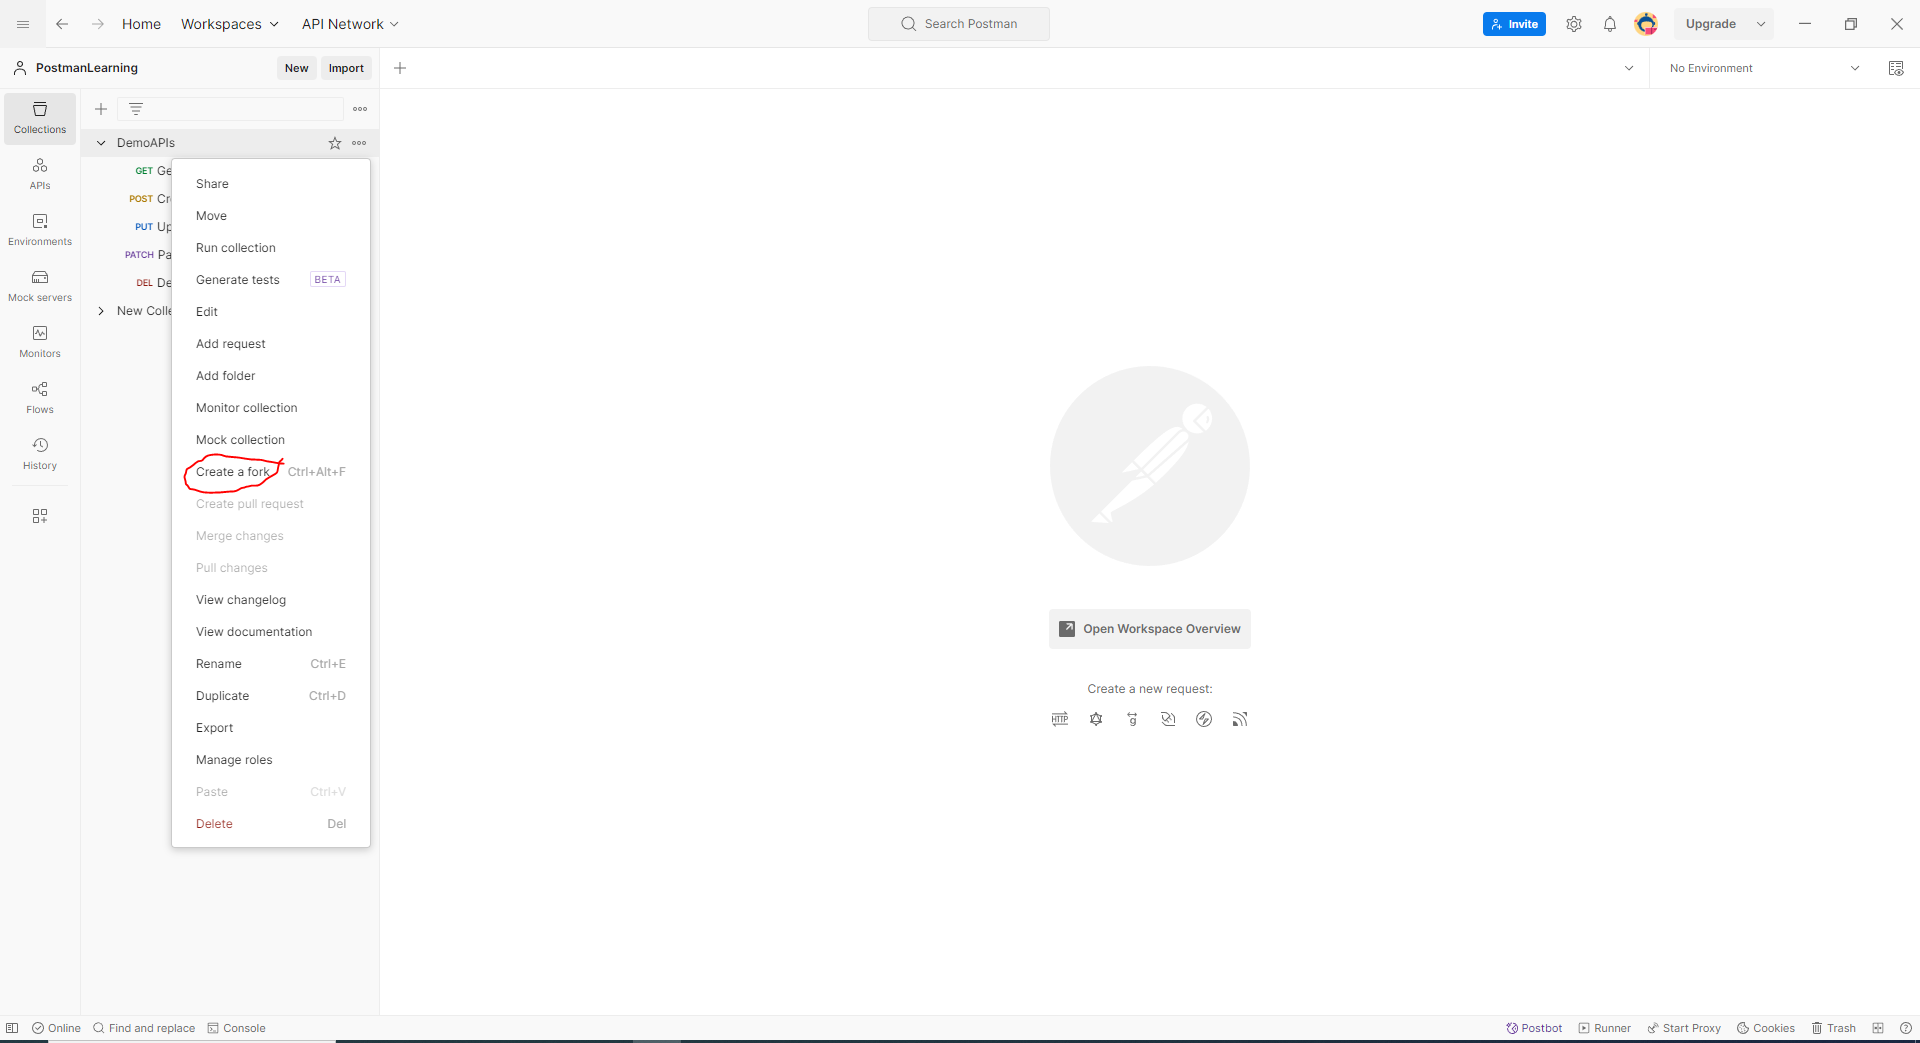 Home Workspaces API Network Search Postman Invite Upgrade
PostmanLearning New Import No Environment
Collections
APIs
Environments
Mock servers
Monitors
Flows
History
DemoAPIs
GET Ge
POST Cr
PUT Up
PATCH Pa
DEL De
New Colle
Share
Move
Run collection
Generate tests BETA
Edit
Add request
Add folder
Monitor collection
Mock collection
Create a fork Ctrl+Alt+F
Create pull request
Merge changes
Pull changes
View changelog
View documentation
Rename Ctrl+E
Duplicate Ctrl+D
Export
Manage roles
Paste Ctrl+V
Delete Del
Open Workspace Overview
Create a new request:
HTTP g
Online Find and replace Console Postbot Runner Start Proxy Cookies Trash